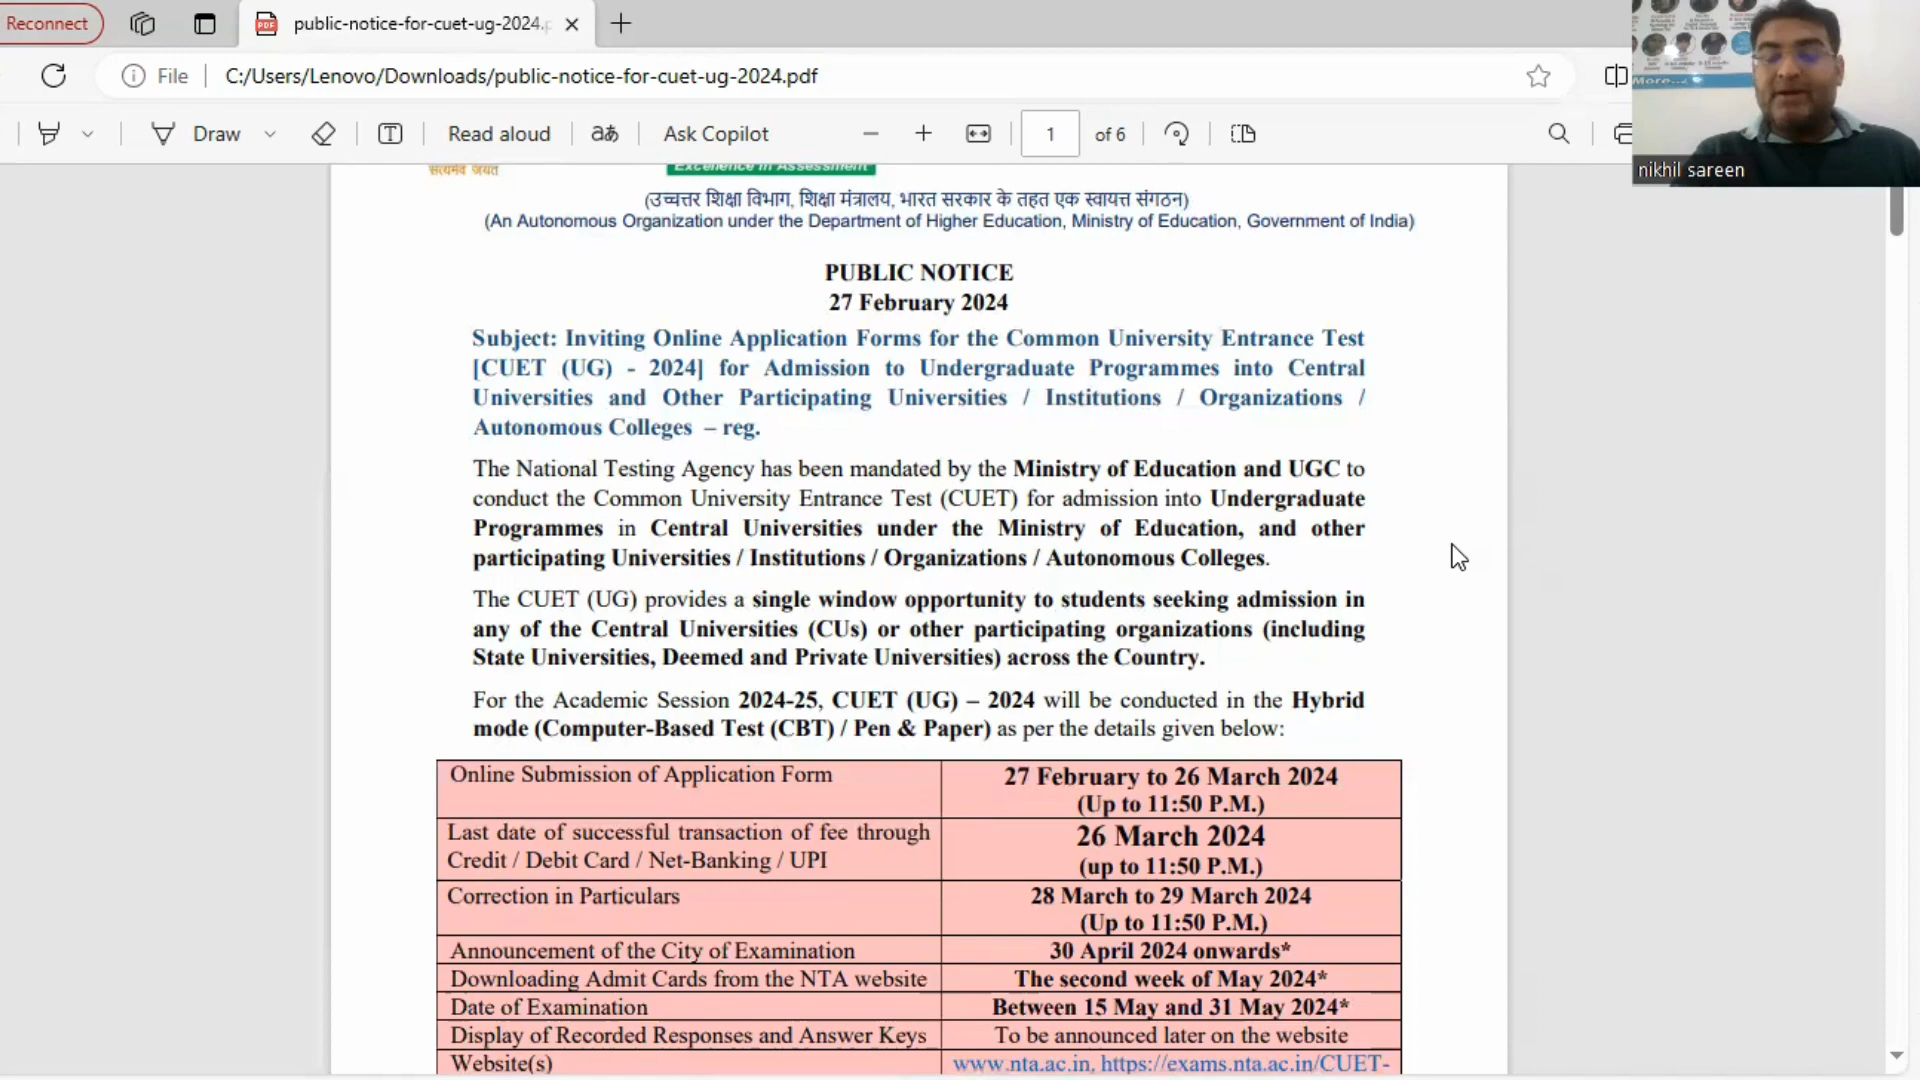 Reconnect
public-notice-for-cuet-ug-2024.p
File
C:/Users/Lenovo/Downloads/public-notice-for-cuet-ug-2024.pdf
Draw
Read aloud
aあ
Ask Copilot
1 of 6
More...
nikhil sareen
सत्यमेव जयते
Excellence in Assessment
(उच्चत्तर शिक्षा विभाग, शिक्षा मंत्रालय, भारत सरकार के तहत एक स्वायत्त संगठन)
(An Autonomous Organization under the Department of Higher Education, Ministry of Education, Government of India)
PUBLIC NOTICE
27 February 2024
Subject: Inviting Online Application Forms for the Common University Entrance Test
[CUET (UG) - 2024] for Admission to Undergraduate Programmes into Central
Universities and Other Participating Universities / Institutions / Organizations /
Autonomous Colleges – reg.
The National Testing Agency has been mandated by the Ministry of Education and UGC to
conduct the Common University Entrance Test (CUET) for admission into Undergraduate
Programmes in Central Universities under the Ministry of Education, and other
participating Universities / Institutions / Organizations / Autonomous Colleges.
The CUET (UG) provides a single window opportunity to students seeking admission in
any of the Central Universities (CUs) or other participating organizations (including
State Universities, Deemed and Private Universities) across the Country.
For the Academic Session 2024-25, CUET (UG) – 2024 will be conducted in the Hybrid
mode (Computer-Based Test (CBT) / Pen & Paper) as per the details given below:
Online Submission of Application Form
27 February to 26 March 2024
(Up to 11:50 P.M.)
Last date of successful transaction of fee through
Credit / Debit Card / Net-Banking / UPI
26 March 2024
(up to 11:50 P.M.)
Correction in Particulars
28 March to 29 March 2024
(Up to 11:50 P.M.)
Announcement of the City of Examination
30 April 2024 onwards*
Downloading Admit Cards from the NTA website
The second week of May 2024*
Date of Examination
Between 15 May and 31 May 2024*
Display of Recorded Responses and Answer Keys
To be announced later on the website
Website(s)
www.nta.ac.in, https://exams.nta.ac.in/CUET-